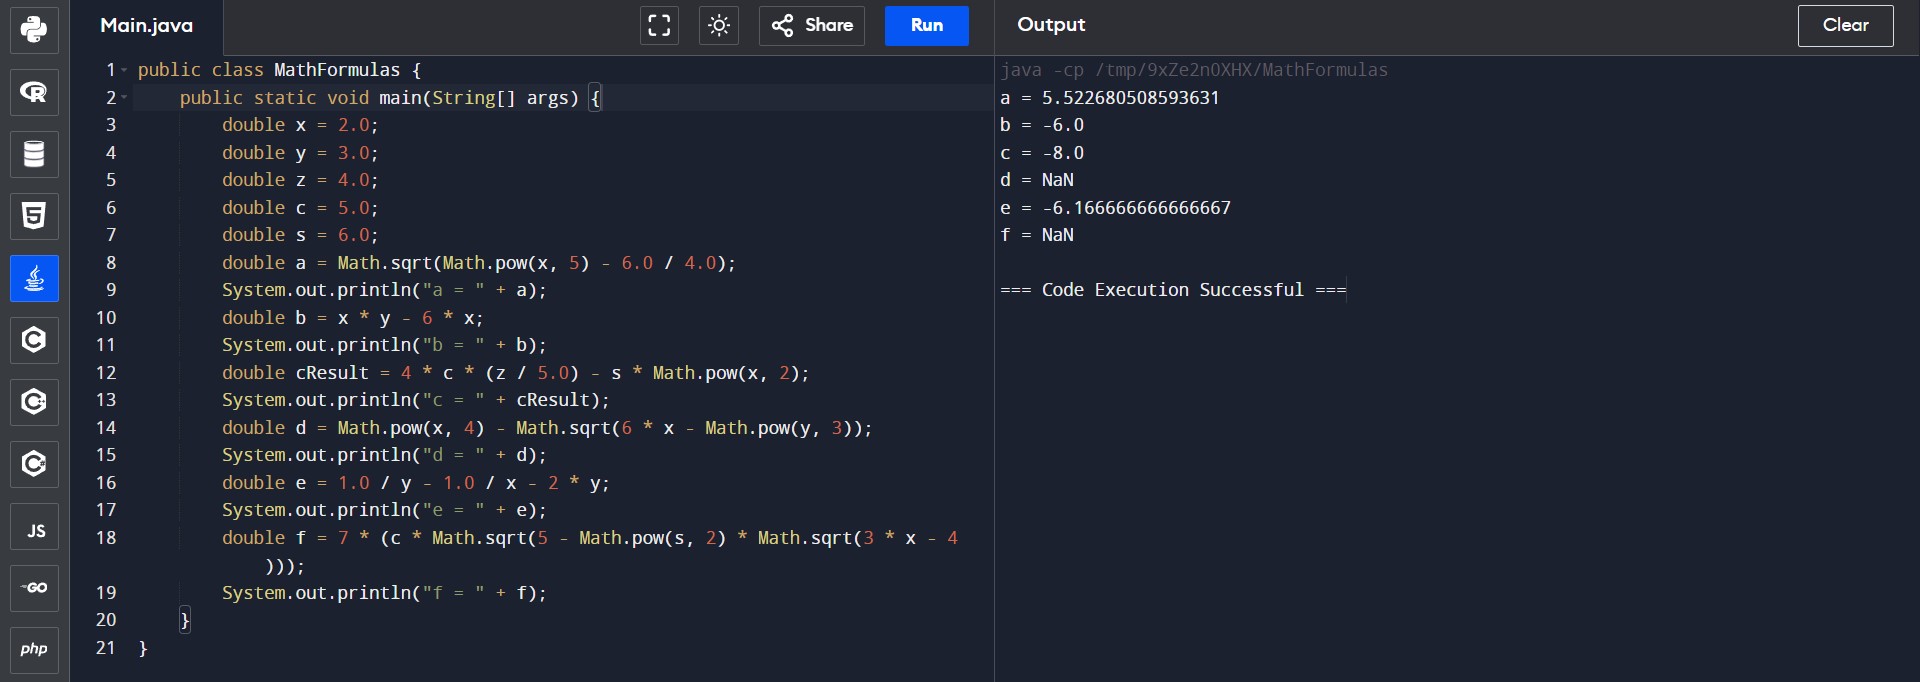 Main.java
Share
Run
Output
Clear
1 public class MathFormulas {
2     public static void main(String[] args) {
3         double x = 2.0;
4         double y = 3.0;
5         double z = 4.0;
6         double c = 5.0;
7         double s = 6.0;
8         double a = Math.sqrt(Math.pow(x, 5) - 6.0 / 4.0);
9         System.out.println("a = " + a);
10         double b = x * y - 6 * x;
11         System.out.println("b = " + b);
12         double cResult = 4 * c * (z / 5.0) - s * Math.pow(x, 2);
13         System.out.println("c = " + cResult);
14         double d = Math.pow(x, 4) - Math.sqrt(6 * x - Math.pow(y, 3));
15         System.out.println("d = " + d);
16         double e = 1.0 / y - 1.0 / x - 2 * y;
17         System.out.println("e = " + e);
18         double f = 7 * (c * Math.sqrt(5 - Math.pow(s, 2) * Math.sqrt(3 * x - 4
)));
19         System.out.println("f = " + f);
20     }
21 }
java -cp /tmp/9xZe2nOXHX/MathFormulas
a = 5.522680508593631
b = -6.0
c = -8.0
d = NaN
e = -6.166666666666667
f = NaN
=== Code Execution Successful ===
R
5
C
C
C
JS
GO
php